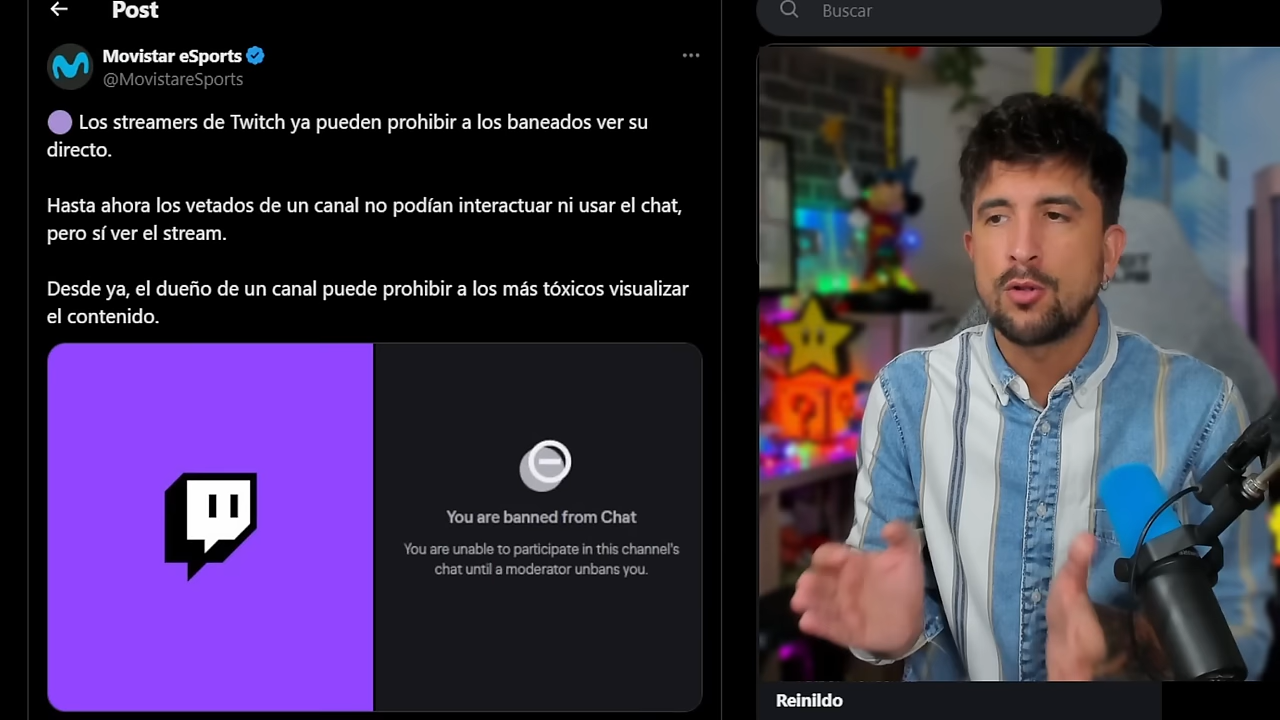 Post
Buscar
Movistar eSports
@MovistareSports
Los streamers de Twitch ya pueden prohibir a los baneados ver su
directo.
Hasta ahora los vetados de un canal no podían interactuar ni usar el chat,
pero sí ver el stream.
Desde ya, el dueño de un canal puede prohibir a los más tóxicos visualizar
el contenido.
You are banned from Chat
You are unable to participate in this channel's
chat until a moderator unbans you.
Reinildo